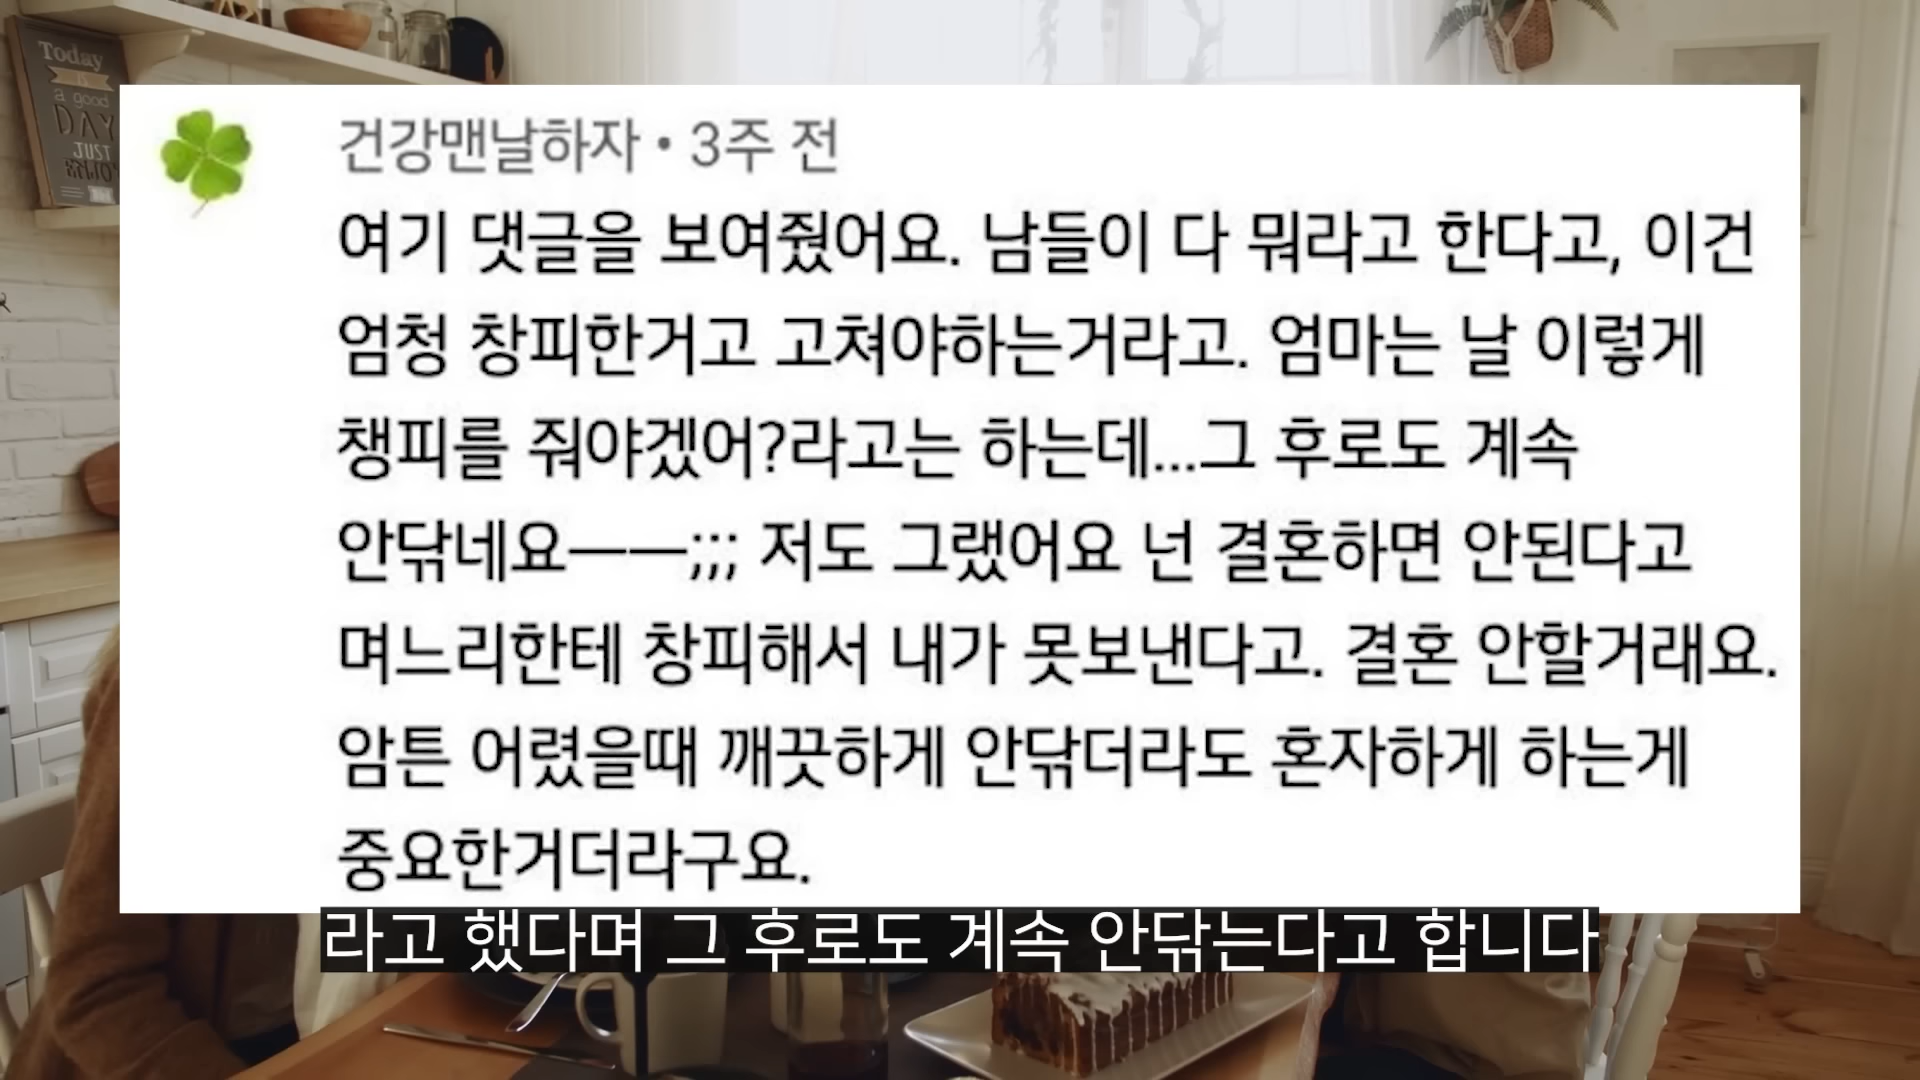 Today
IS
a good
DAY
JUST
ENJOY
건강맨날하자 • 3주 전
여기 댓글을 보여줬어요. 남들이 다 뭐라고 한다고, 이건
엄청 창피한거고 고쳐야하는거라고. 엄마는 날 이렇게
챙피를 줘야겠어?라고는 하는데...그 후로도 계속
안닦네요ㅡㅡ;;; 저도 그랬어요 넌 결혼하면 안된다고
며느리한테 창피해서 내가 못보낸다고. 결혼 안할거래요.
암튼 어렸을때 깨끗하게 안닦더라도 혼자하게 하는게
중요한거더라구요.
라고 했다며 그 후로도 계속 안닦는다고 합니다